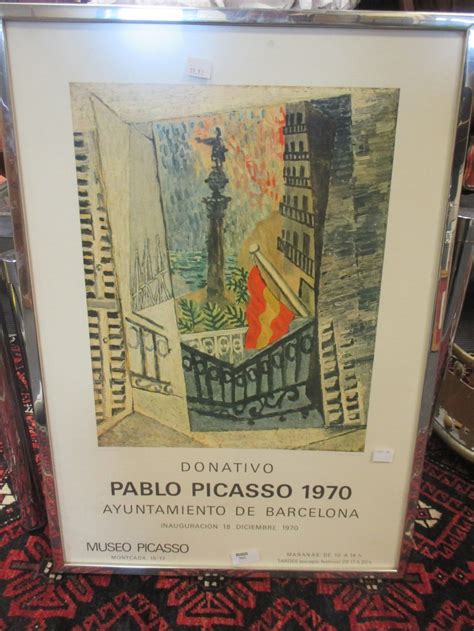 DONATIVO
PABLO PICASSO 1970
AYUNTAMIENTO DE BARCELONA
INAUGURACION 18 DICIEMBRE 1970
MUSEO PICASSO
MONTCADA 15-17
MAÑANAS DE 10 A 14 h
TARDES